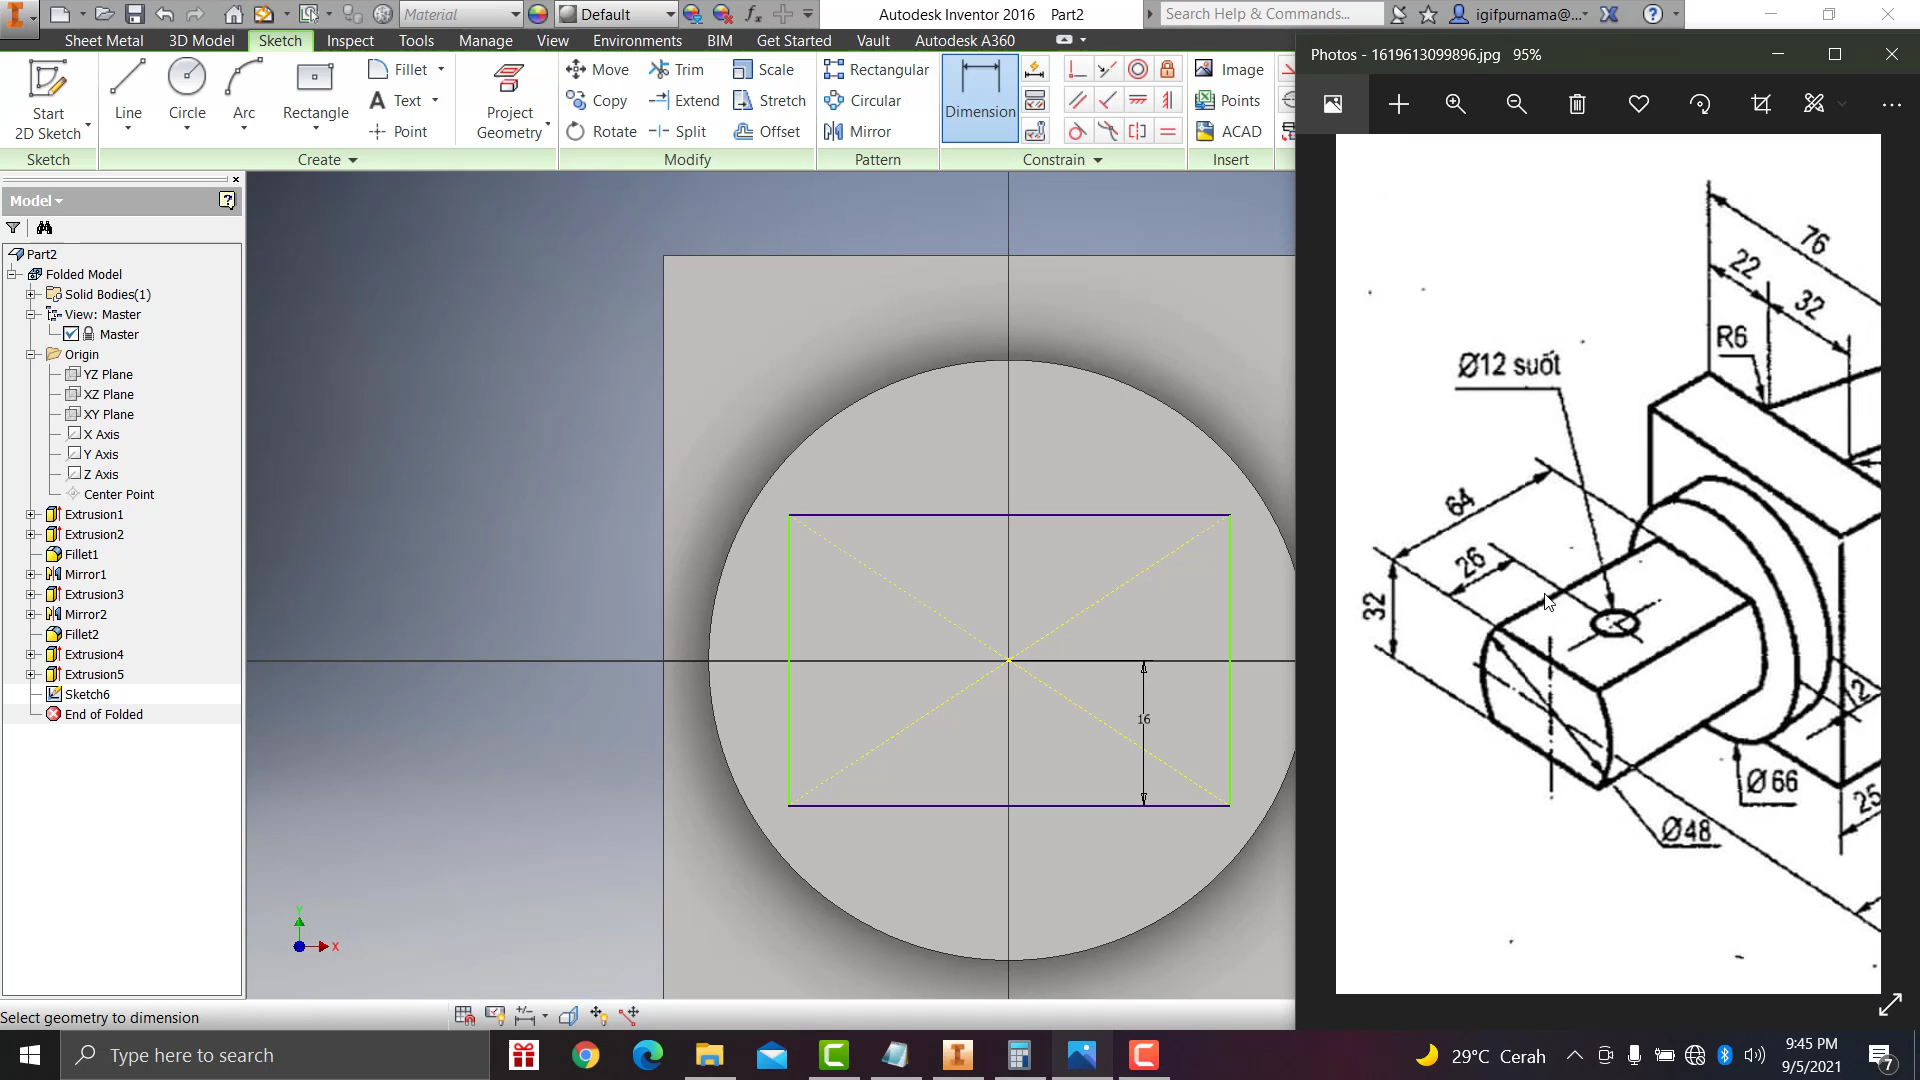 Material
Default
Autodesk Inventor 2016 Part2
Search Help & Commands...
igifpurnama@...
Sheet Metal
3D Model
Sketch
Inspect
Tools
Manage
View
Environments
BIM
Get Started
Vault
Autodesk A360
Photos - 1619613099896.jpg 95%
Start
2D Sketch
Line
Circle
Arc
Rectangle
Fillet
Text
Point
Project
Geometry
Move
Copy
Rotate
Trim
Extend
Split
Scale
Stretch
Offset
Rectangular
Circular
Mirror
Dimension
Image
Points
ACAD
Sketch
Create
Modify
Pattern
Constrain
Insert
Model
Part2
Folded Model
Solid Bodies(1)
View: Master
Master
Origin
YZ Plane
XZ Plane
XY Plane
X Axis
Y Axis
Z Axis
Center Point
Extrusion1
Extrusion2
Fillet1
Mirror1
Extrusion3
Mirror2
Fillet2
Extrusion4
Extrusion5
Sketch6
End of Folded
16
Y
X
76
22
32
R6
Ø12 suốt
64
26
32
Ø66
Ø48
25
Select geometry to dimension
Type here to search
29°C Cerah
9:45 PM
9/5/2021
7